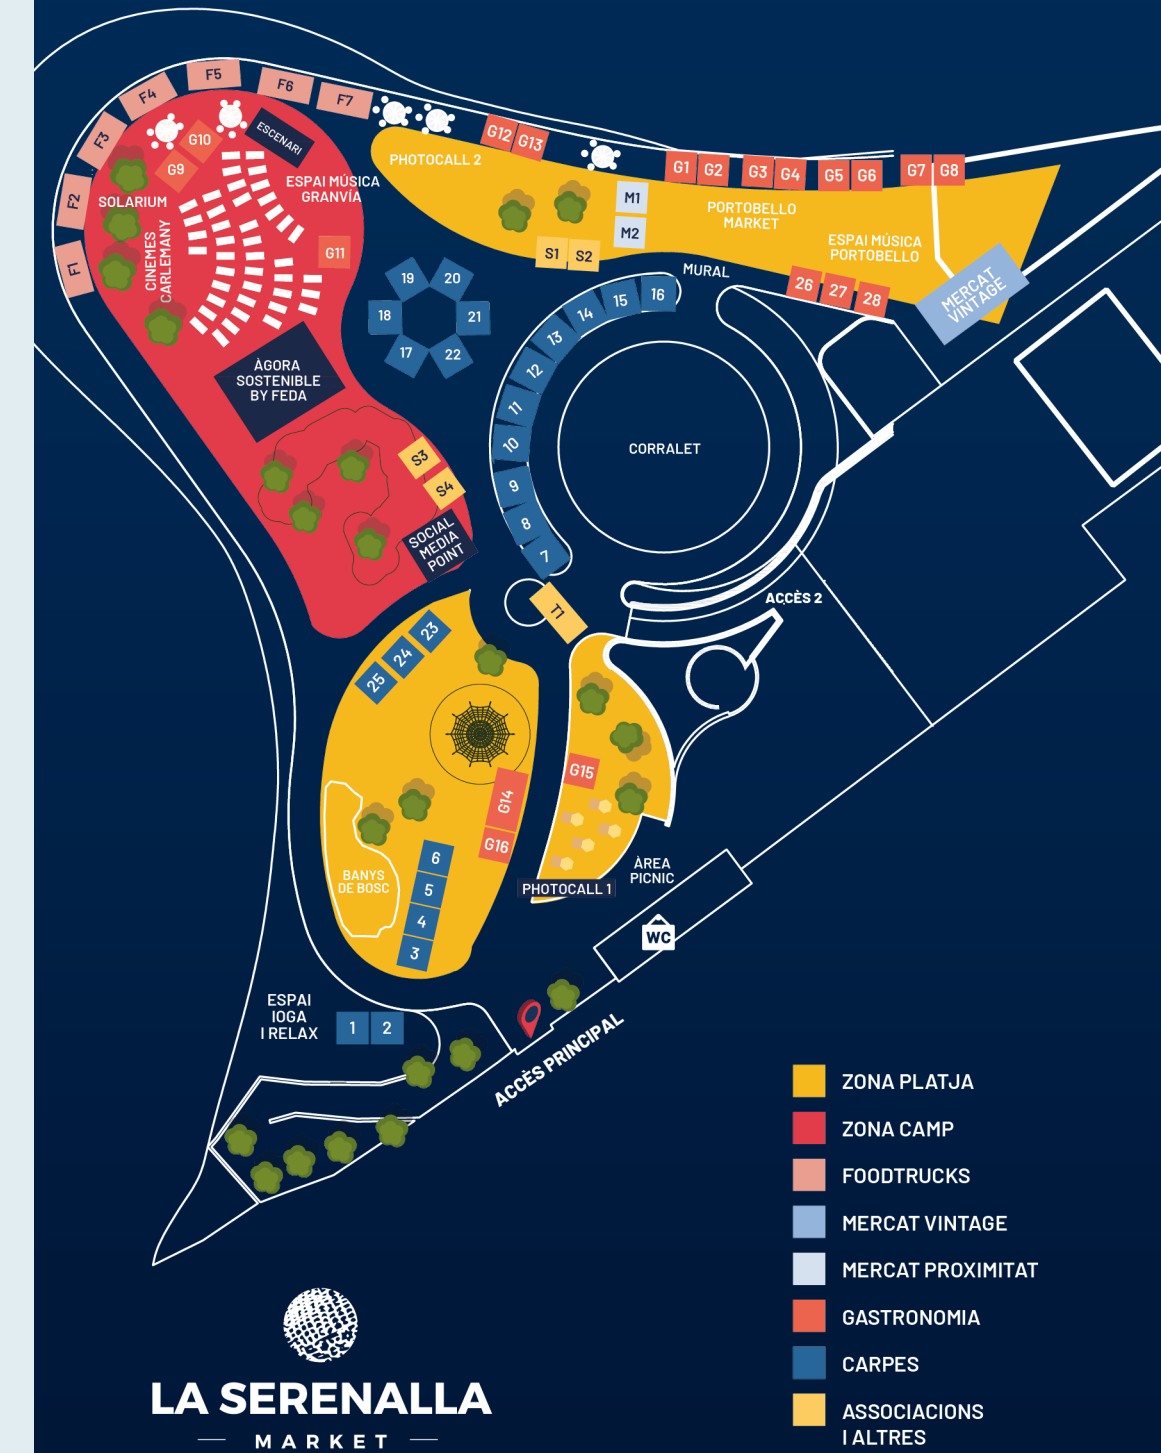 F5
F6
F7
F4
F3
F2
F1
G10
G9
ESCENARI
ESPAI MÚSICA
GRANVÍA
SOLARIUM
CINEMES
CARLEMANY
G11
PHOTOCALL 2
G12
G13
G1
G2
G3
G4
G5
G6
G7
G8
M1
M2
S1
S2
PORTOBELLO
MARKET
ESPAI MÚSICA
PORTOBELLO
MURAL
26
27
28
MERCAT
VINTAGE
19
20
18
21
17
22
16
15
14
13
12
11
10
9
8
7
CORRALET
ÀGORA
SOSTENIBLE
BY FEDA
S3
S4
SOCIAL
MEDIA
POINT
T1
ACCÈS 2
23
24
25
G15
G14
G16
6
5
4
3
BANYS
DE BOSC
ÀREA
PICNIC
PHOTOCALL 1
WC
ESPAI
IOGA
I RELAX
1
2
ACCÈS PRINCIPAL
ZONA PLATJA
ZONA CAMP
FOODTRUCKS
MERCAT VINTAGE
MERCAT PROXIMITAT
GASTRONOMIA
CARPES
ASSOCIACIONS
I ALTRES
LA SERENALLA
MARKET